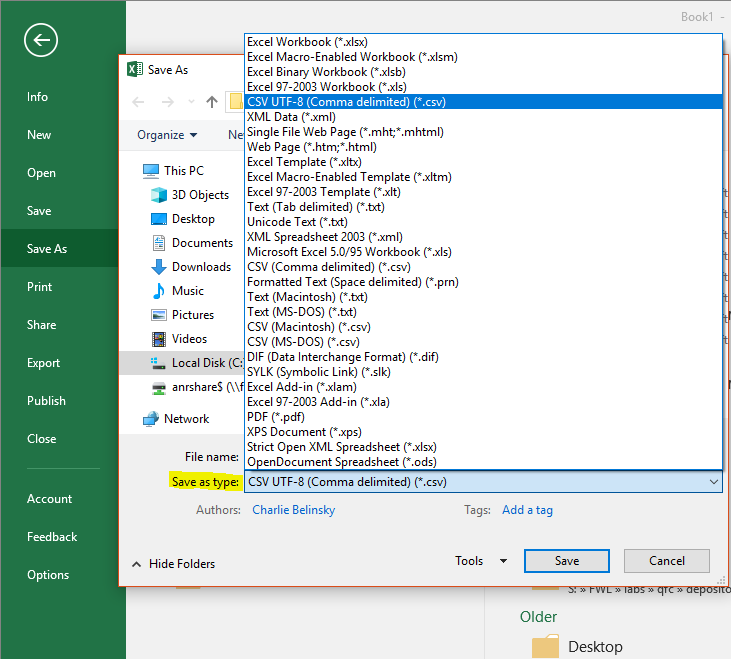 Book1 -
Info
New
Open
Save
Save As
Print
Share
Export
Publish
Close
Account
Feedback
Options
Save As
Organize
This PC
3D Objects
Desktop
Documents
Downloads
Music
Pictures
Videos
Local Disk (C:
anrshare$ (\\f
Network
Excel Workbook (*.xlsx)
Excel Macro-Enabled Workbook (*.xlsm)
Excel Binary Workbook (*.xlsb)
Excel 97-2003 Workbook (*.xls)
CSV UTF-8 (Comma delimited) (*.csv)
XML Data (*.xml)
Single File Web Page (*.mht;*.mhtml)
Web Page (*.htm;*.html)
Excel Template (*.xltx)
Excel Macro-Enabled Template (*.xltm)
Excel 97-2003 Template (*.xlt)
Text (Tab delimited) (*.txt)
Unicode Text (*.txt)
XML Spreadsheet 2003 (*.xml)
Microsoft Excel 5.0/95 Workbook (*.xls)
CSV (Comma delimited) (*.csv)
Formatted Text (Space delimited) (*.prn)
Text (Macintosh) (*.txt)
Text (MS-DOS) (*.txt)
CSV (Macintosh) (*.csv)
CSV (MS-DOS) (*.csv)
DIF (Data Interchange Format) (*.dif)
SYLK (Symbolic Link) (*.slk)
Excel Add-in (*.xlam)
Excel 97-2003 Add-in (*.xla)
PDF (*.pdf)
XPS Document (*.xps)
Strict Open XML Spreadsheet (*.xlsx)
OpenDocument Spreadsheet (*.ods)
File name:
Save as type: CSV UTF-8 (Comma delimited) (*.csv)
Authors: Charlie Belinsky Tags: Add a tag
Hide Folders Tools Save Cancel
S: » FWL » labs » qfc » deposito
Older
Desktop